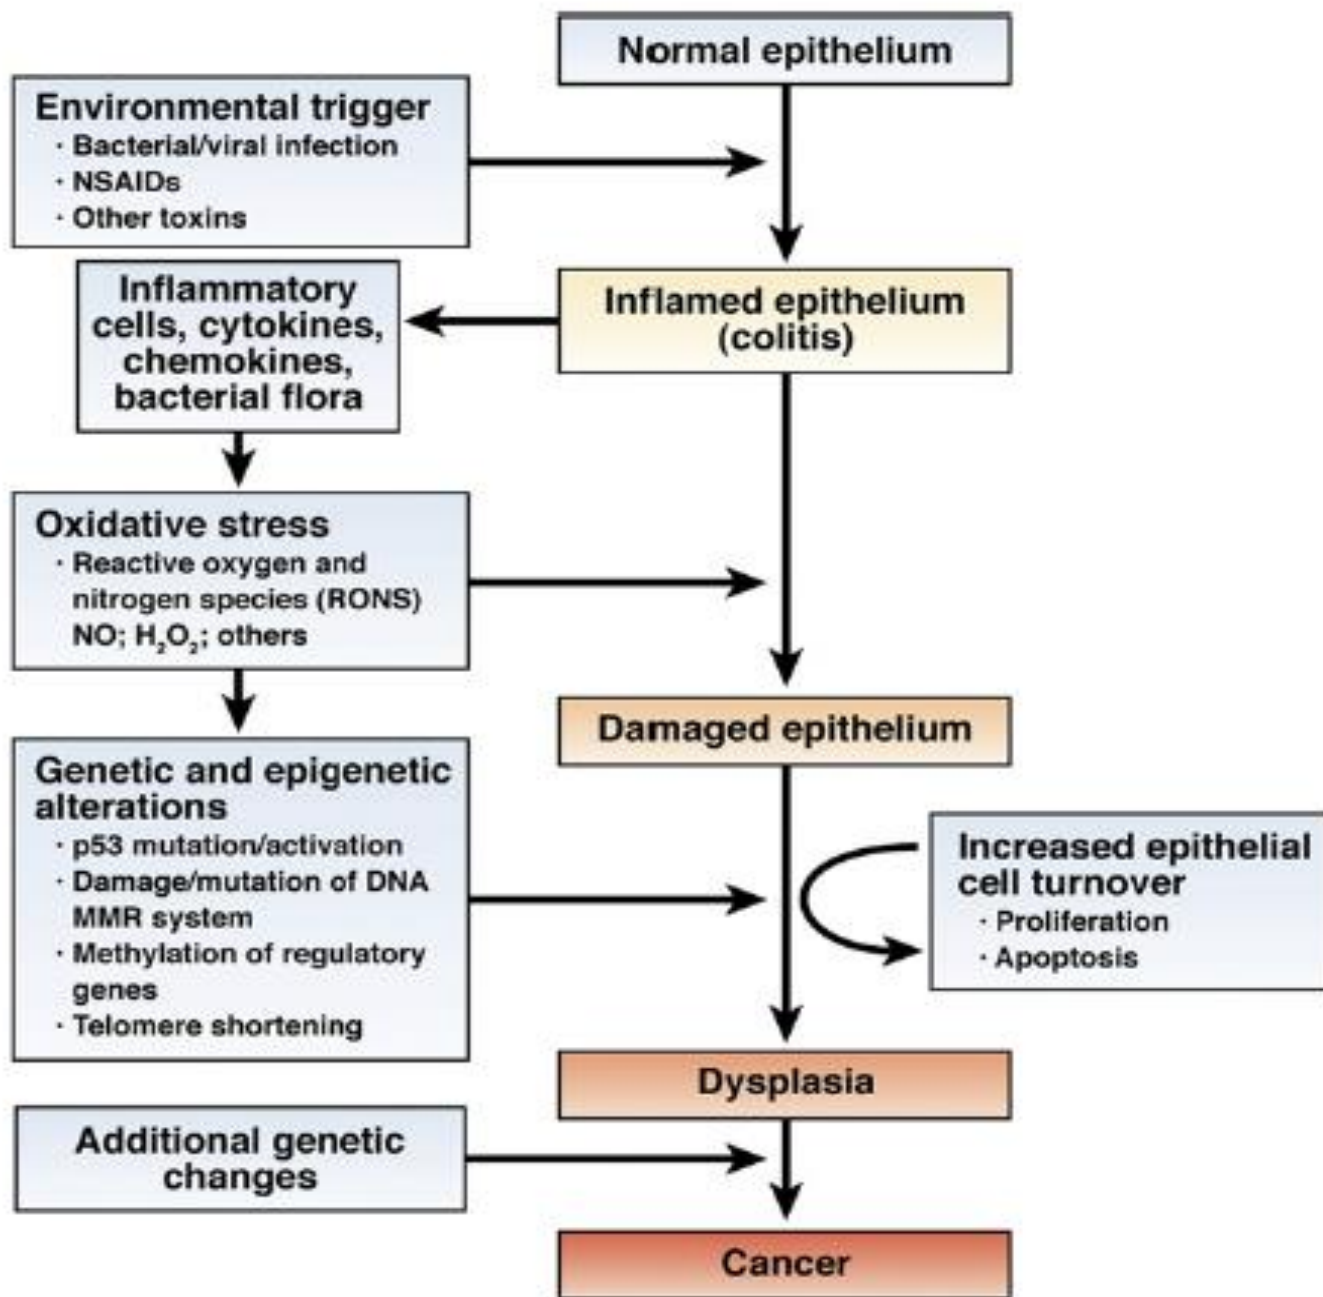 Normal epithelium
Environmental trigger
· Bacterial/viral infection
· NSAIDs
· Other toxins
Inflammatory
cells, cytokines,
chemokines,
bacterial flora
Inflamed epithelium
(colitis)
Oxidative stress
· Reactive oxygen and
nitrogen species (RONS)
NO; H₂O₂; others
Damaged epithelium
Genetic and epigenetic
alterations
· p53 mutation/activation
· Damage/mutation of DNA
MMR system
· Methylation of regulatory
genes
· Telomere shortening
Increased epithelial
cell turnover
· Proliferation
· Apoptosis
Dysplasia
Additional genetic
changes
Cancer